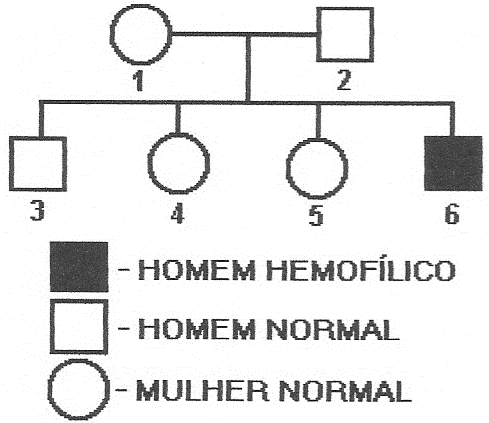 1
2
3
4
5
6
- HOMEM HEMOFÍLICO
- HOMEM NORMAL
- MULHER NORMAL